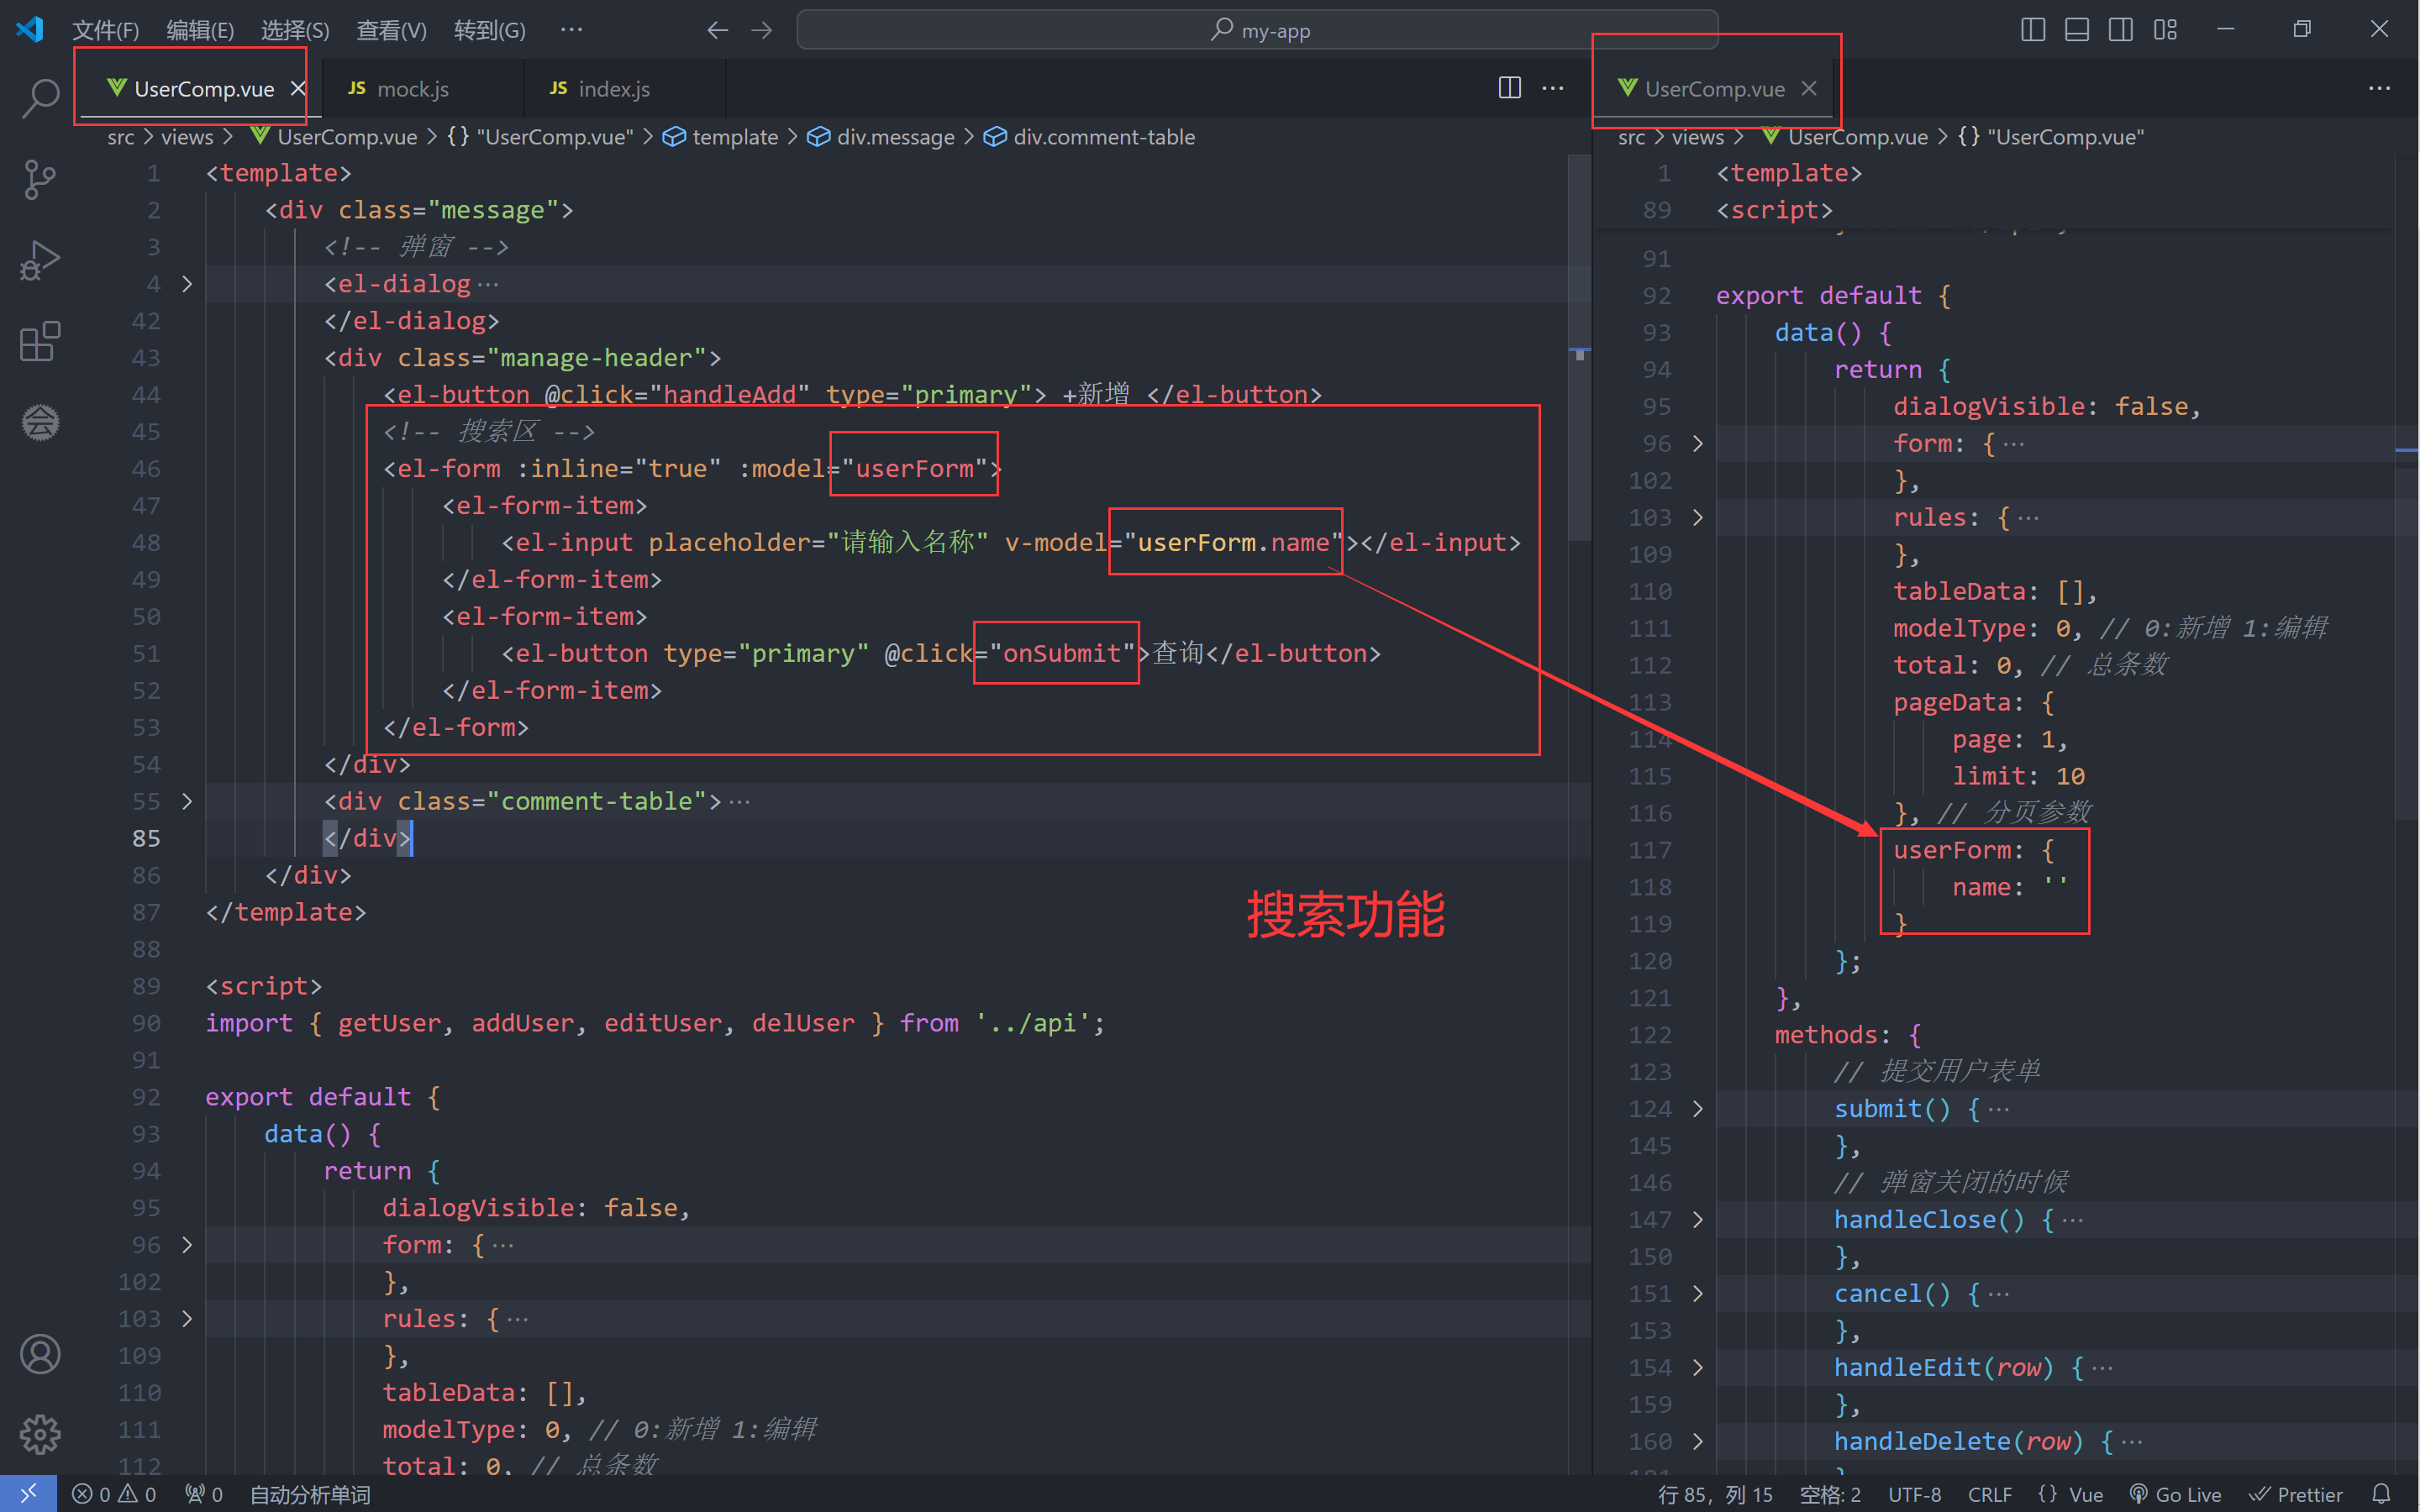 文件(F) 编辑(E) 选择(S) 查看(V) 转到(G) ··· my-app
UserComp.vue JS mock.js JS index.js
src > views > UserComp.vue > {} "UserComp.vue" > template > div.message > div.comment-table
1 <template>
2 <div class="message">
3 <!-- 弹窗 -->
4 <el-dialog ···
42 </el-dialog>
43 <div class="manage-header">
44 <el-button @click="handleAdd" type="primary"> +新增 </el-button>
45 <!-- 搜索区 -->
46 <el-form :inline="true" :model="userForm">
47 <el-form-item>
48 <el-input placeholder="请输入名称" v-model="userForm.name"></el-input>
49 </el-form-item>
50 <el-form-item>
51 <el-button type="primary" @click="onSubmit">查询</el-button>
52 </el-form-item>
53 </el-form>
54 </div>
55 <div class="comment-table"> ···
85 </div>
86 </div>
87 </template>
88
搜索功能
89 <script>
90 import { getUser, addUser, editUser, delUser } from '../api';
91
92 export default {
93 data() {
94 return {
95 dialogVisible: false,
96 form: { ···
102 },
103 rules: { ···
109 },
110 tableData: [],
111 modelType: 0, // 0:新增 1:编辑
112 total: 0, // 总条数
UserComp.vue
src > views > UserComp.vue > {} "UserComp.vue"
1 <template>
89 <script>
91
92 export default {
93 data() {
94 return {
95 dialogVisible: false,
96 form: { ···
102 },
103 rules: { ···
109 },
110 tableData: [],
111 modelType: 0, // 0:新增 1:编辑
112 total: 0, // 总条数
113 pageData: {
114 page: 1,
115 limit: 10
116 }, // 分页参数
117 userForm: {
118 name: ''
119 }
120 };
121 },
122 methods: {
123 // 提交用户表单
124 submit() { ···
145 },
146 // 弹窗关闭的时候
147 handleClose() { ···
150 },
151 cancel() { ···
153 },
154 handleEdit(row) { ···
159 },
160 handleDelete(row) { ···
0 0 0 自动分析单词 行 85，列 15 空格: 2 UTF-8 CRLF {} Vue Go Live Prettier